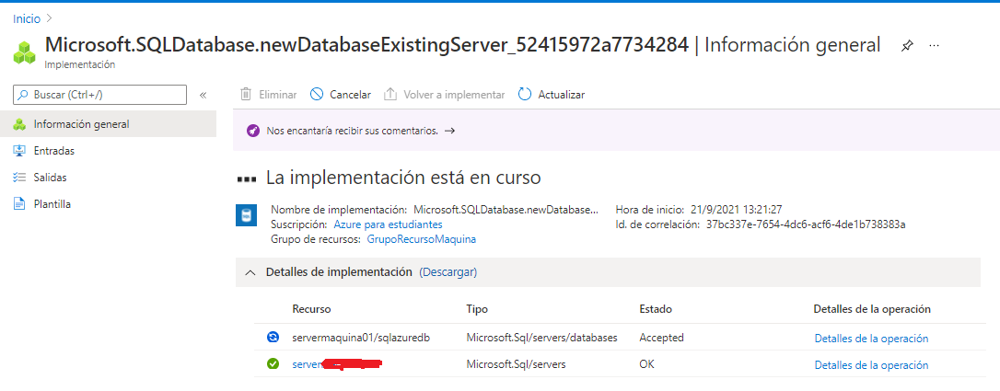 Inicio >
Microsoft.SQLDatabase.newDatabaseExistingServer_52415972a7734284 | Información general
Implementación
Buscar (Ctrl+/)
«
Eliminar
Cancelar
Volver a implementar
Actualizar
Información general
Entradas
Salidas
Plantilla
Nos encantaría recibir sus comentarios. →
La implementación está en curso
Nombre de implementación: Microsoft.SQLDatabase.newDatabase...
Suscripción: Azure para estudiantes
Grupo de recursos: GrupoRecursoMaquina
Hora de inicio: 21/9/2021 13:21:27
Id. de correlación: 37bc337e-7654-4dc6-acf6-4de1b738383a
Detalles de implementación (Descargar)
Recurso Tipo Estado Detalles de la operación
servermaquina01/sqlazuredb Microsoft.Sql/servers/databases Accepted Detalles de la operación
server Microsoft.Sql/servers OK Detalles de la operación